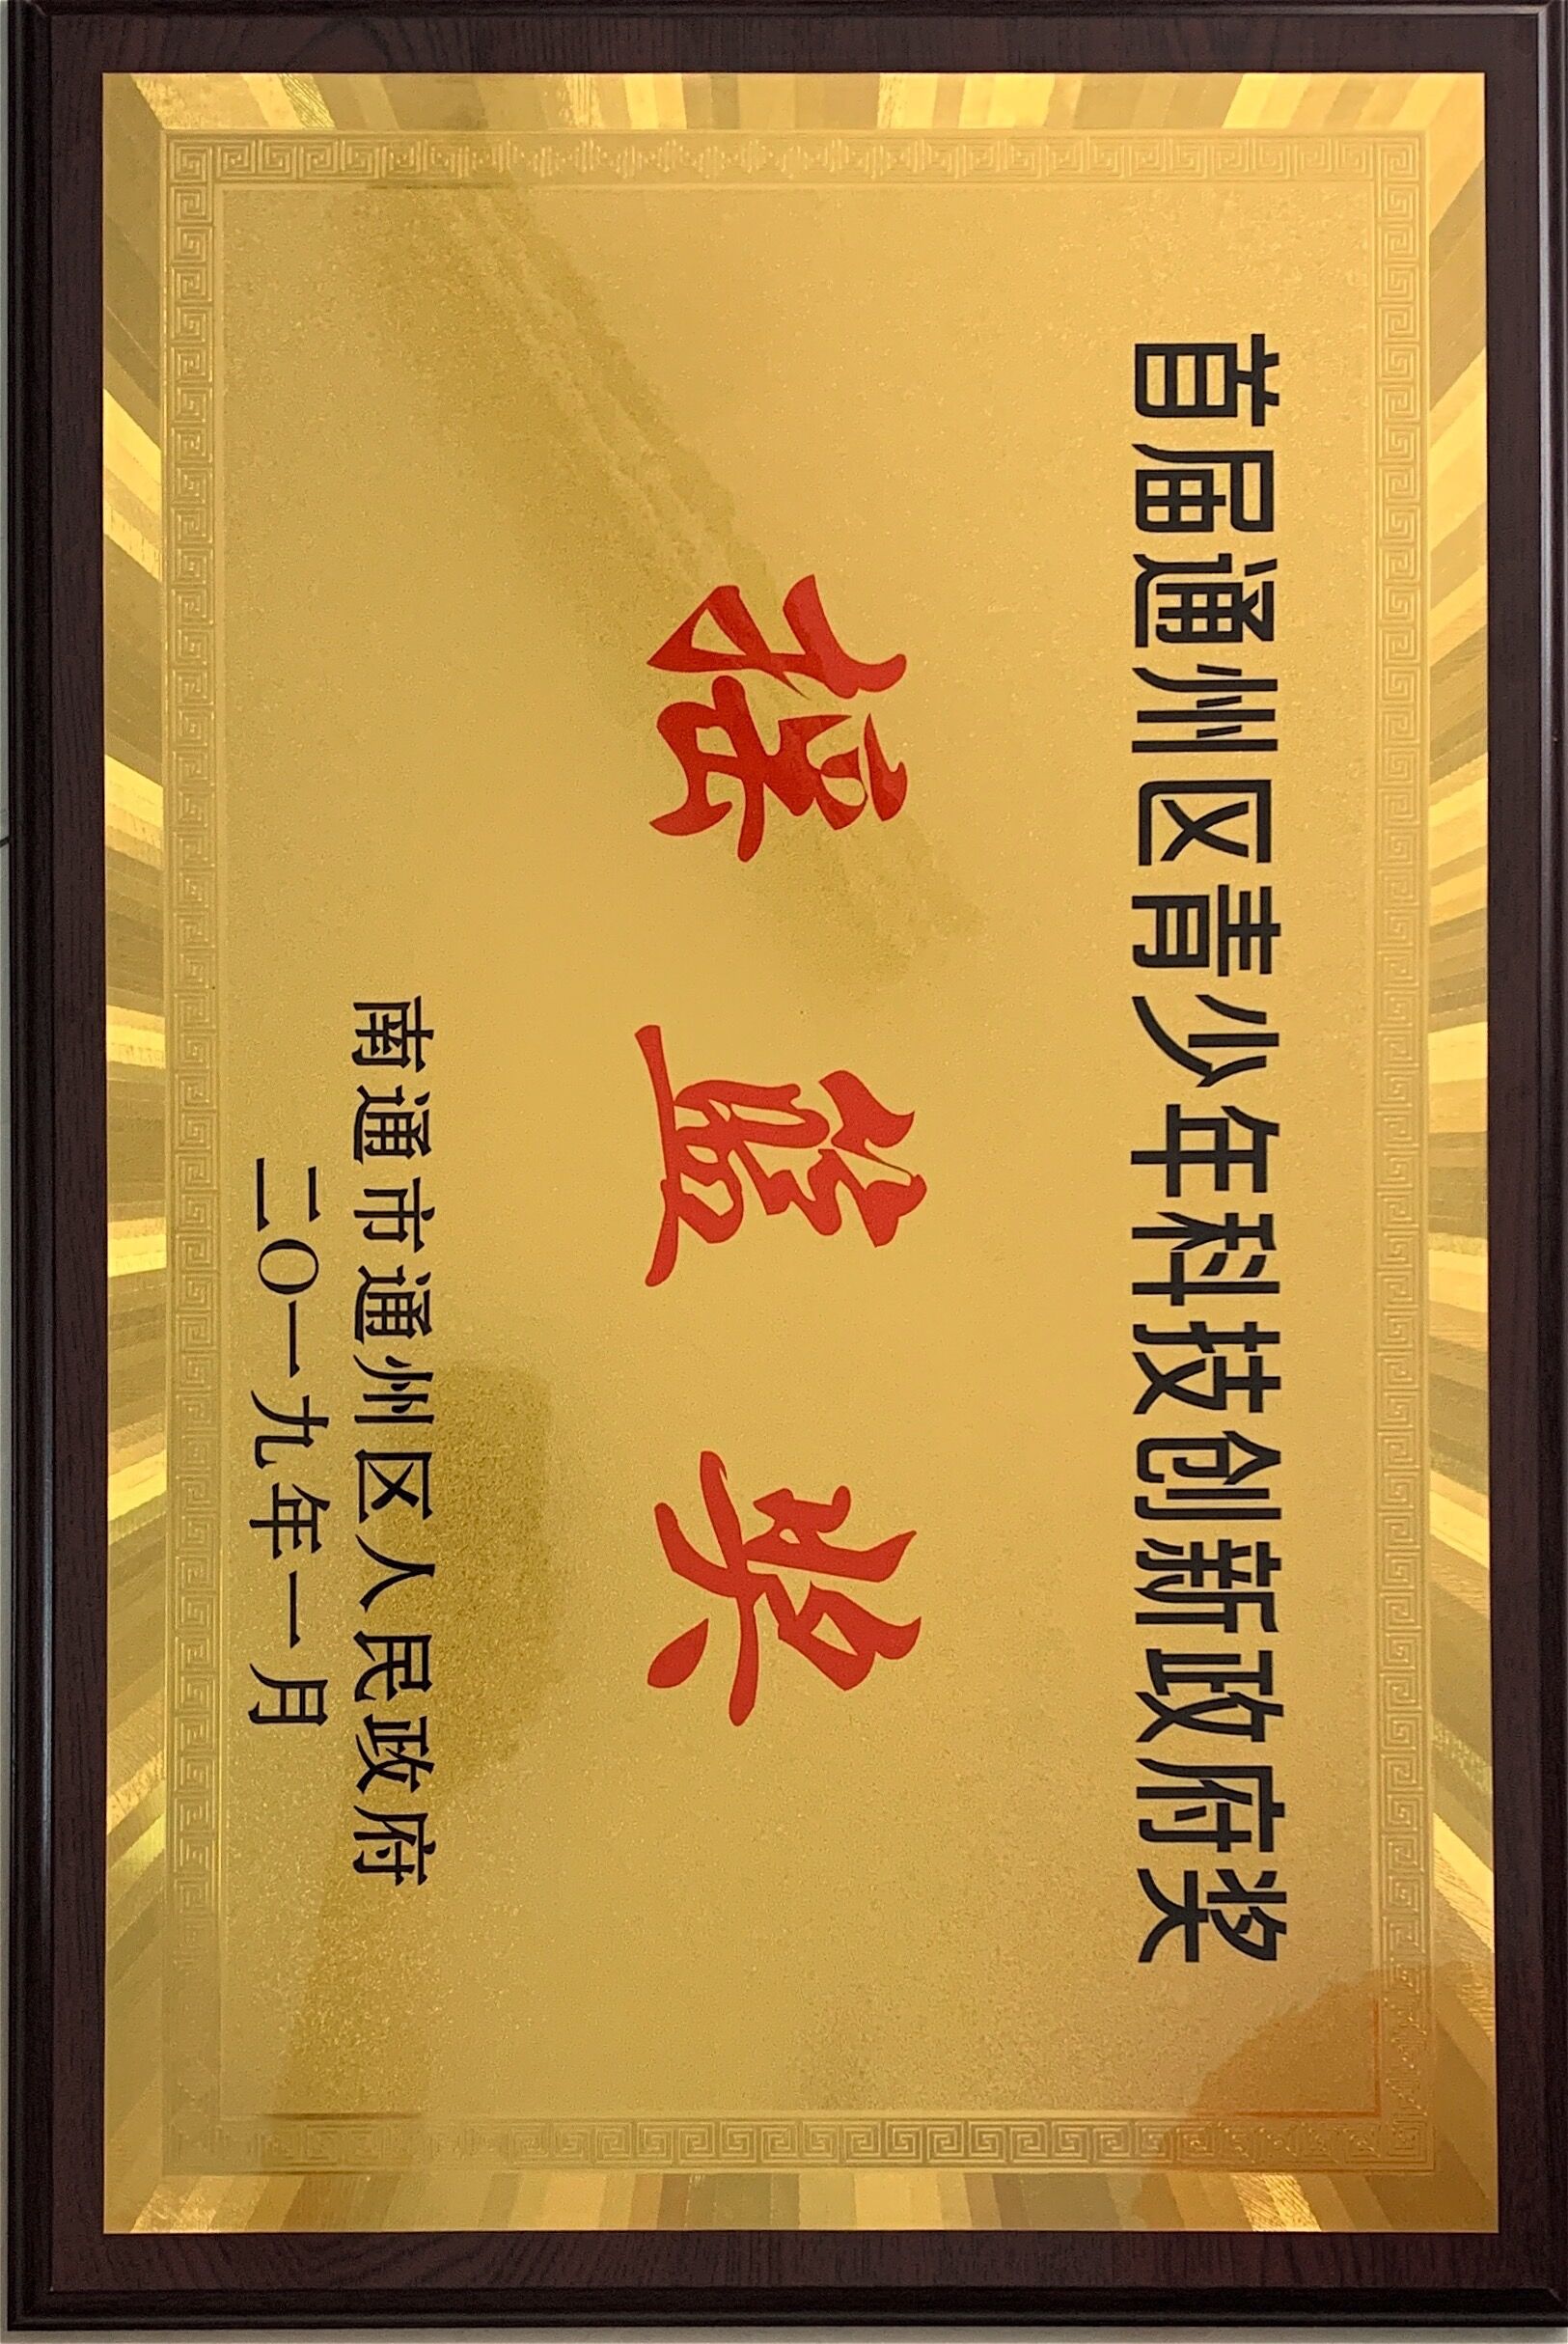 首届通州区青少年科技创新政府奖
摇篮奖
南通市通州区人民政府
二〇一九年一月